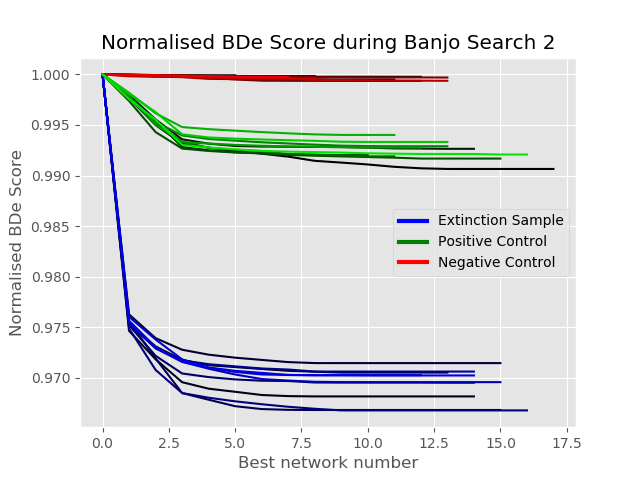 Normalised BDe Score during Banjo Search 2
Normalised BDe Score
1.000
0.995
0.990
0.985
0.980
0.975
0.970
Extinction Sample
Positive Control
Negative Control
0.0 2.5 5.0 7.5 10.0 12.5 15.0 17.5
Best network number